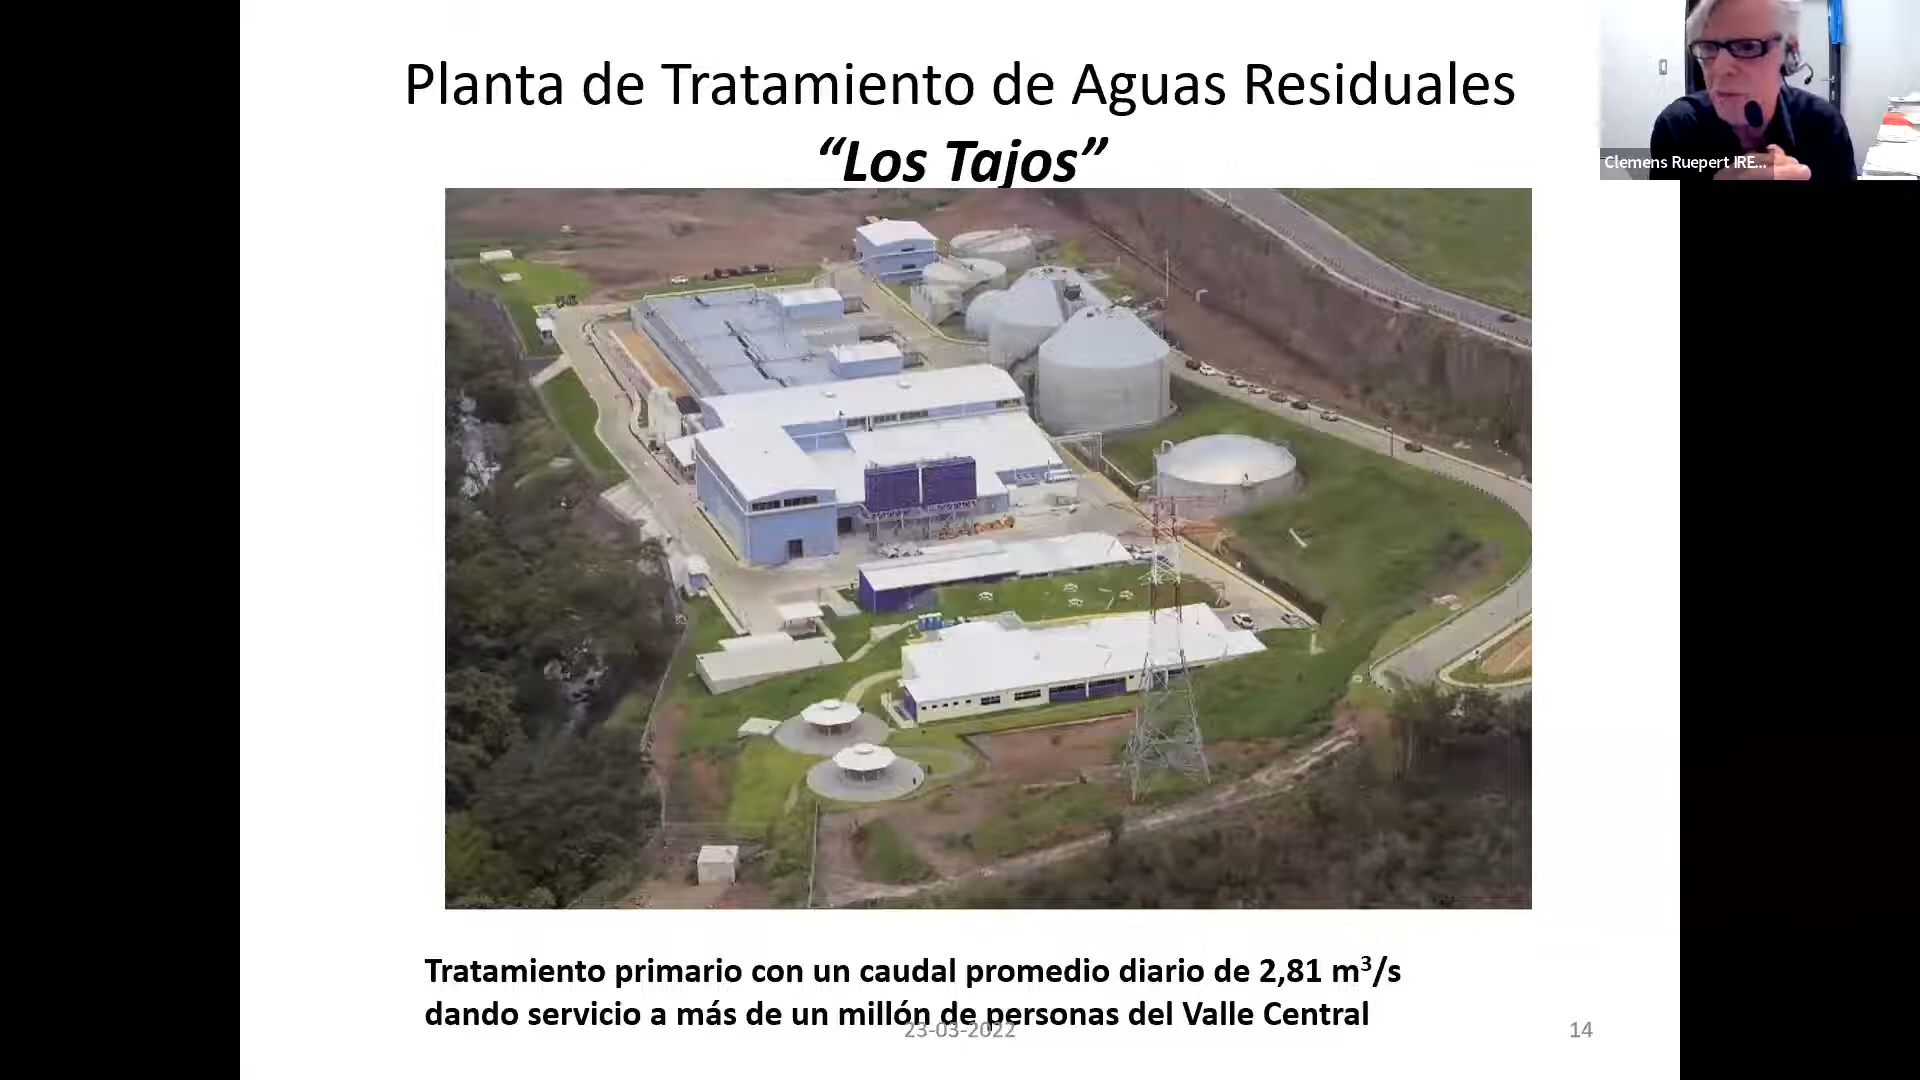 Planta de Tratamiento de Aguas Residuales
“Los Tajos”
Clemens Ruepert IRE...
Tratamiento primario con un caudal promedio diario de 2,81 m³/s
dando servicio a más de un millón de personas del Valle Central
23-03-2022
14